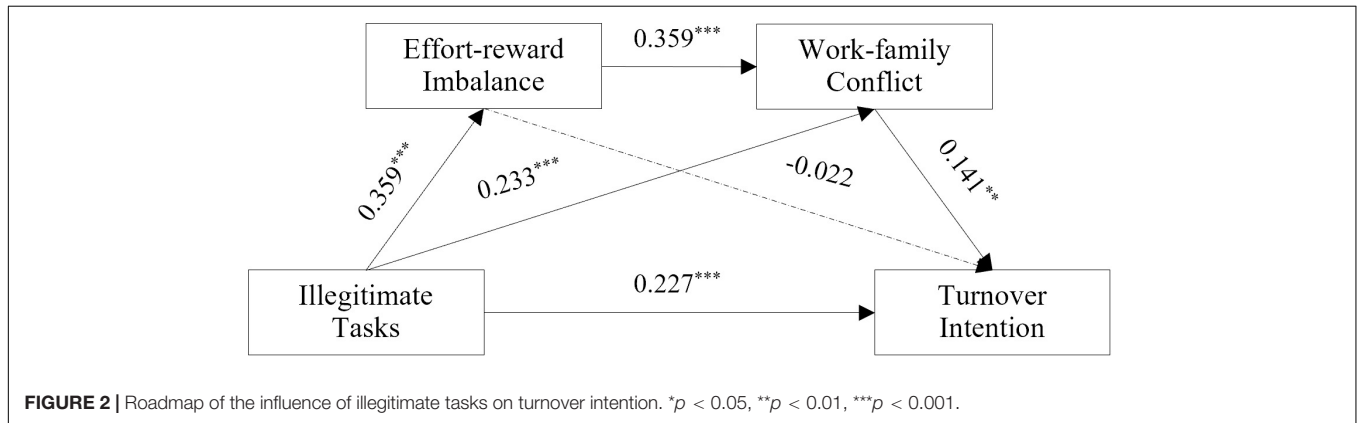 0.359***
Effort-reward
Imbalance
Work-family
Conflict
0.359***
0.233***
-0.022
0.141**
Illegitimate
Tasks
0.227***
Turnover
Intention
FIGURE 2 | Roadmap of the influence of illegitimate tasks on turnover intention. *p < 0.05, **p < 0.01, ***p < 0.001.